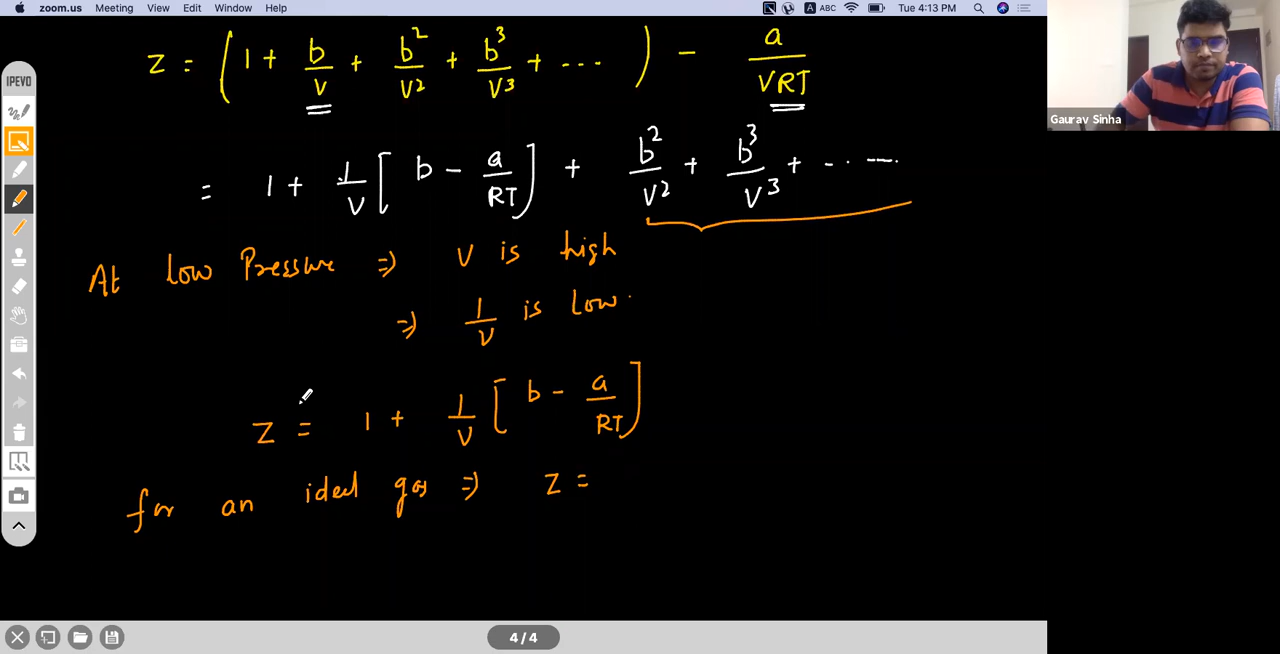 zoom.us Meeting View Edit Window Help A ABC Tue 4:13 PM
IPEVO
z = (1 + b/V + b²/V² + b³/V³ + ...) - a/VRT
= 1 + 1/V [b - a/RT] + b²/V² + b³/V³ + .....
At low Pressure ⇒ V is high
⇒ 1/V is low.
z = 1 + 1/V [b - a/RT]
for an ideal gas ⇒ z =
Gaurav Sinha
4/4